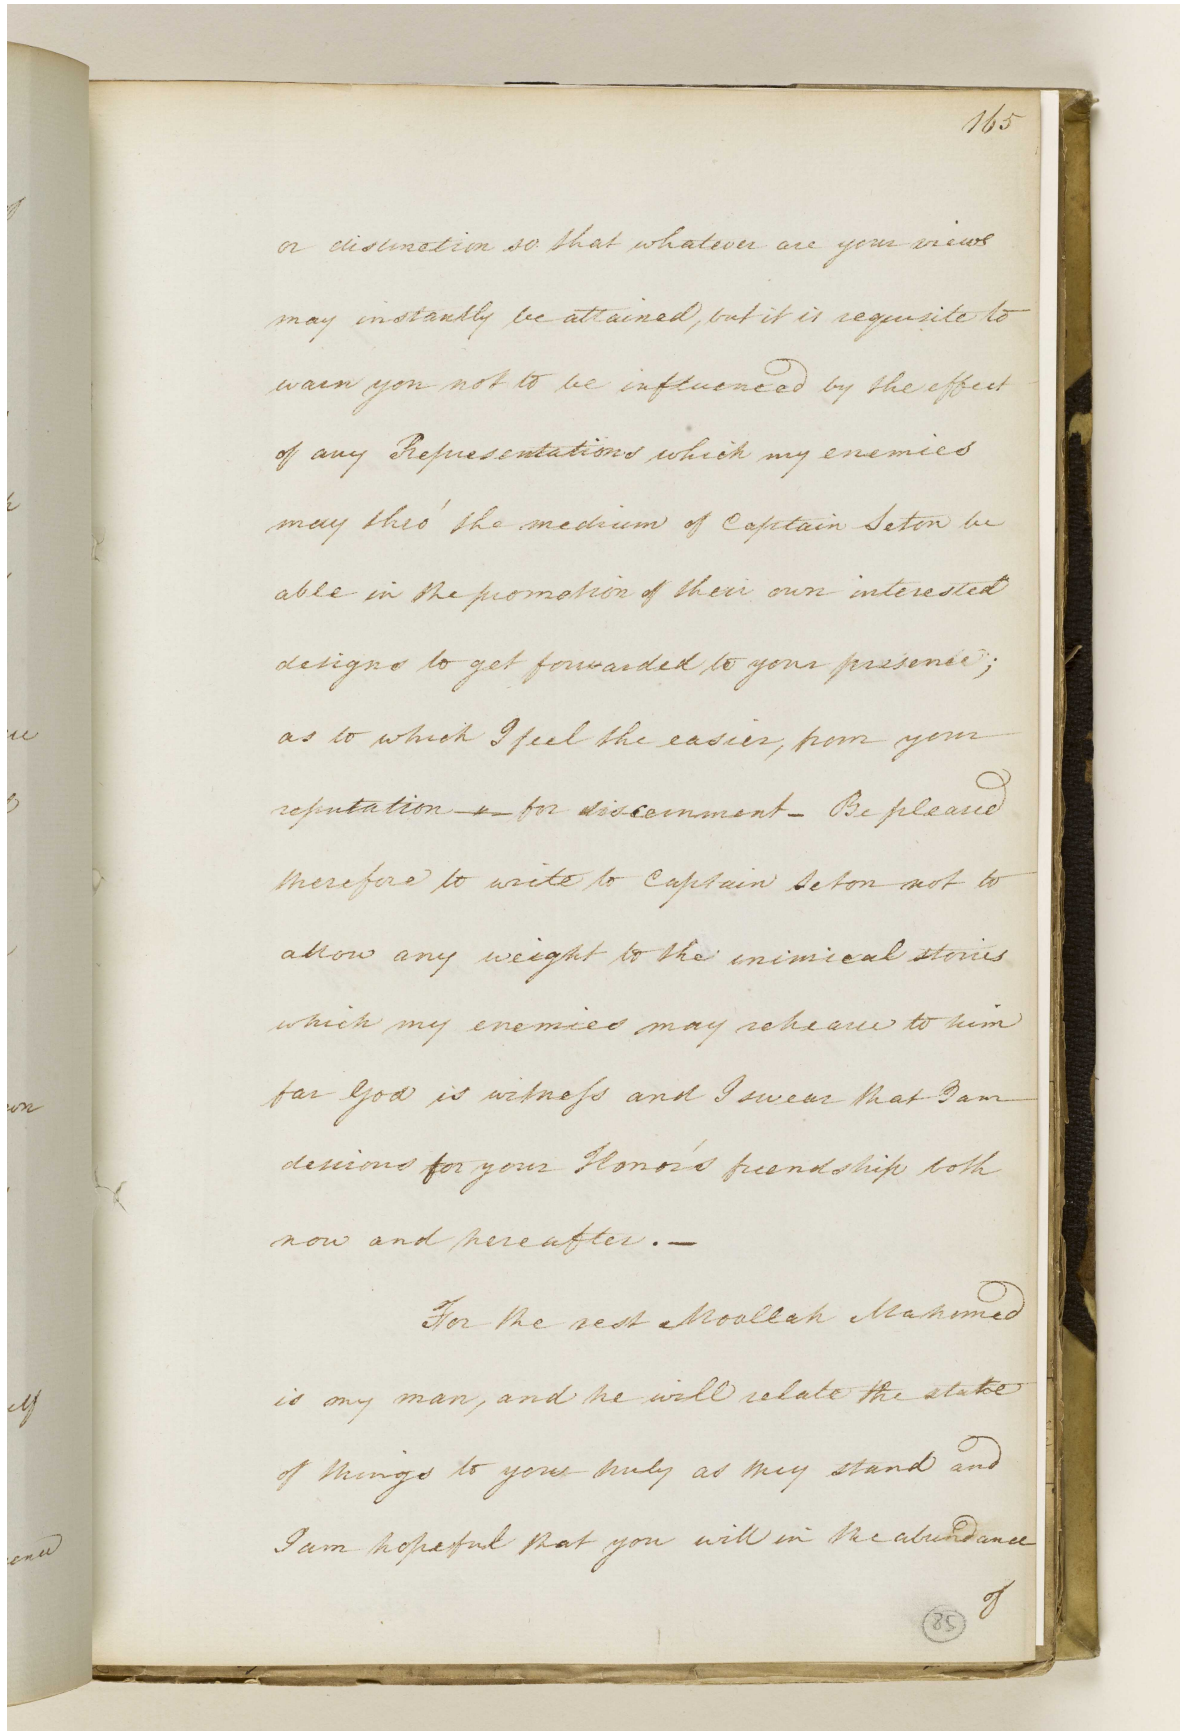 165
or distinction so that whatever are your views
may instantly be attained, but it is requisite to
warn you not to be influenced by the effect
of any Representations which my enemies
may thro' the medium of Captain Seton be
able in the promotion of their own interested
designs to get forwarded to your presence;
as to which I feel the easier, from your
reputation — for discernment - Be pleased
therefore to write to Captain Seton not to
allow any weight to the inimical stories
which my enemies may rehearse to him
for God is witness and I swear that I am
desirous for your Honor's friendship both
now and hereafter. —
For the rest Moollah Mahomed
is my man, and he will relate the state
of things to you truly as they stand and
I am hopeful that you will in the abundance
of
85